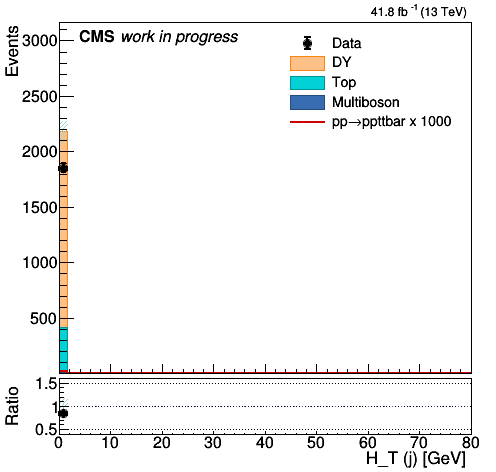 41.8 fb⁻¹ (13 TeV)
CMS work in progress
Data
DY
Top
Multiboson
pp→ppttbar x 1000
Events
3000
2500
2000
1500
1000
500
Ratio
1.5
1
0.5
0 10 20 30 40 50 60 70 80
H_T (j) [GeV]